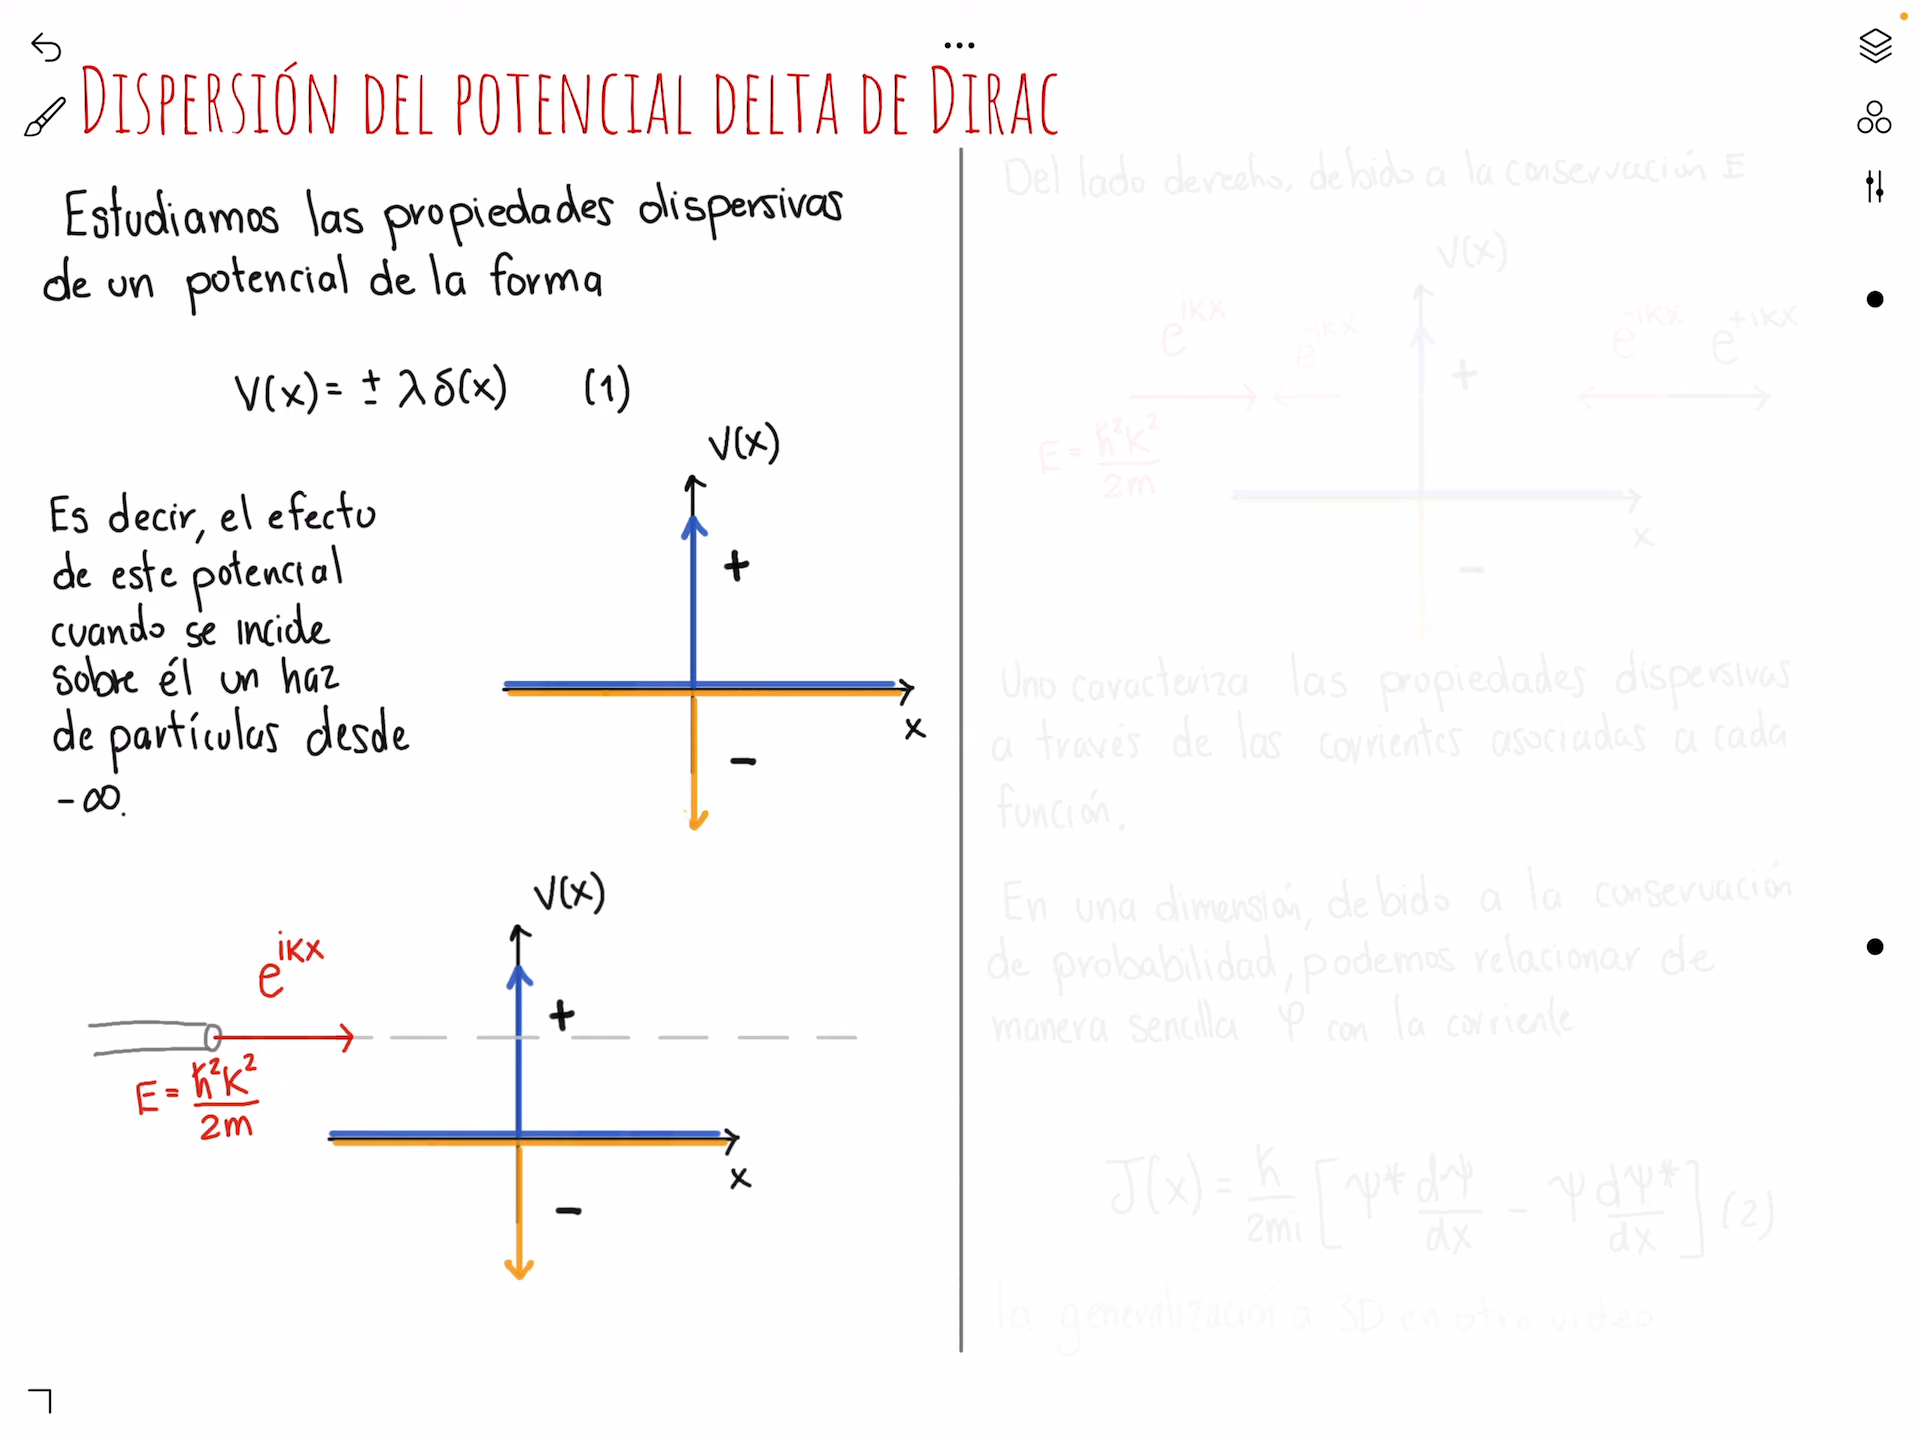 DISPERSIÓN DEL POTENCIAL DELTA DE DIRAC
Estudiamos las propiedades dispersivas
de un potencial de la forma
V(x)= ± λ δ(x) (1)
V(x)
Es decir, el efecto
de este potencial
cuando se incide
sobre él un haz
de partículas desde
-∞.
+
x
-
V(x)
e^{ikx}
+
E = ħ²k²/2m
x
-
Del lado derecho, debido a la conservación E
V(x)
e^{ikx} e^{-ikx} e^{-ikx} e^{+ikx}
+
E = ħ²k²/2m
x
-
Uno caracteriza las propiedades dispersivas
a través de las corrientes asociadas a cada
función.
En una dimensión, debido a la conservación
de probabilidad, podemos relacionar de
manera sencilla φ con la corriente
J(x) = ħ/2mi [ψ* dψ/dx - ψ dψ*/dx] (2)
la generalización a 3D en otro video